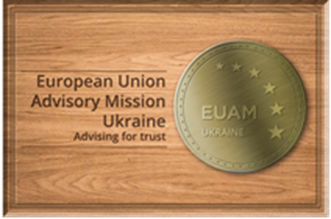 European Union
Advisory Mission
Ukraine
Advising for trust
EUAM
UKRAINE